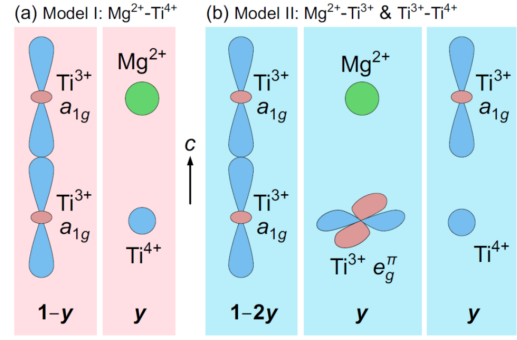 (a) Model I: Mg²⁺-Ti⁴⁺
Ti³⁺
a₁g
Ti³⁺
a₁g
1−y
Mg²⁺
Ti⁴⁺
y
c
(b) Model II: Mg²⁺-Ti³⁺ & Ti³⁺-Ti⁴⁺
Ti³⁺
a₁g
Ti³⁺
a₁g
1−2y
Mg²⁺
Ti³⁺ e_g^π
y
Ti³⁺
a₁g
Ti⁴⁺
y